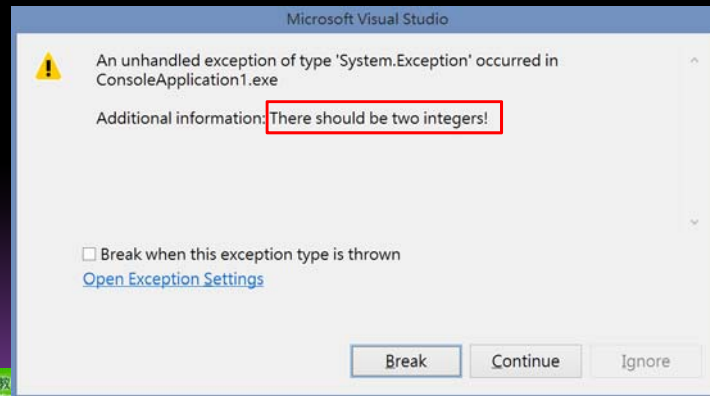 Microsoft Visual Studio
An unhandled exception of type 'System.Exception' occurred in
ConsoleApplication1.exe
Additional information: There should be two integers!
Break when this exception type is thrown
Open Exception Settings
Break
Continue
Ignore
教